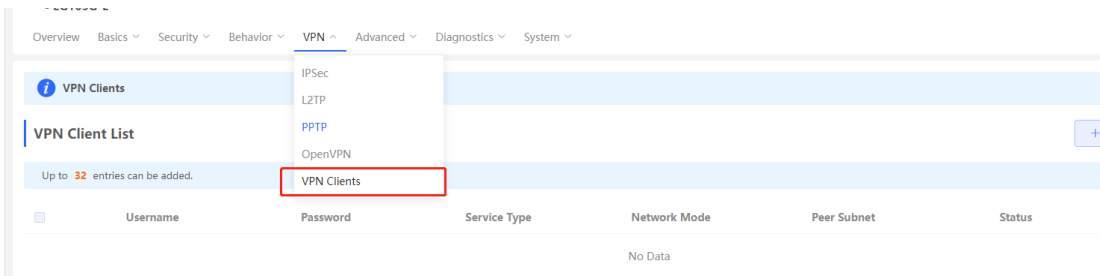 Overview Basics Security Behavior VPN Advanced Diagnostics System
IPSec
VPN Clients
L2TP
VPN Client List
PPTP
+
OpenVPN
Up to 32 entries can be added.
VPN Clients
Username Password Service Type Network Mode Peer Subnet Status
No Data